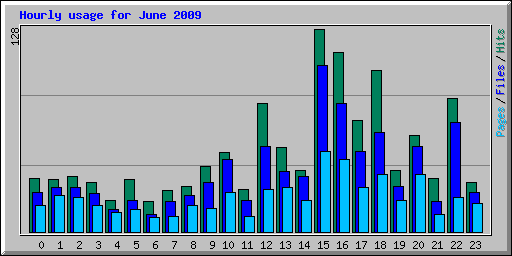 Hourly usage for June 2009
128
Pages / Files / Hits
0 1 2 3 4 5 6 7 8 9 10 11 12 13 14 15 16 17 18 19 20 21 22 23